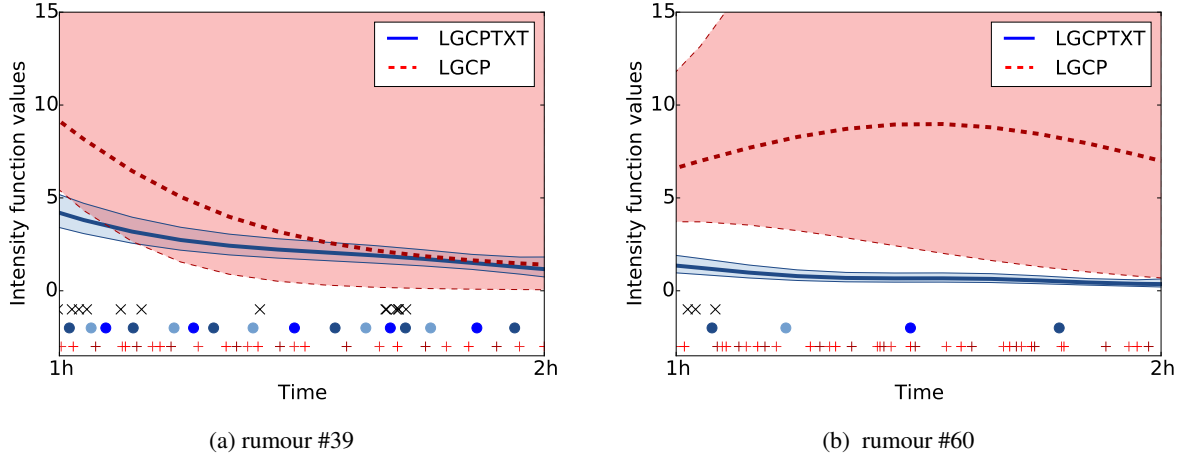 15
10
5
0
Intensity function values
LGCPTXT
LGCP
1h
2h
Time
(a) rumour #39
15
10
5
0
Intensity function values
LGCPTXT
LGCP
1h
2h
Time
(b) rumour #60